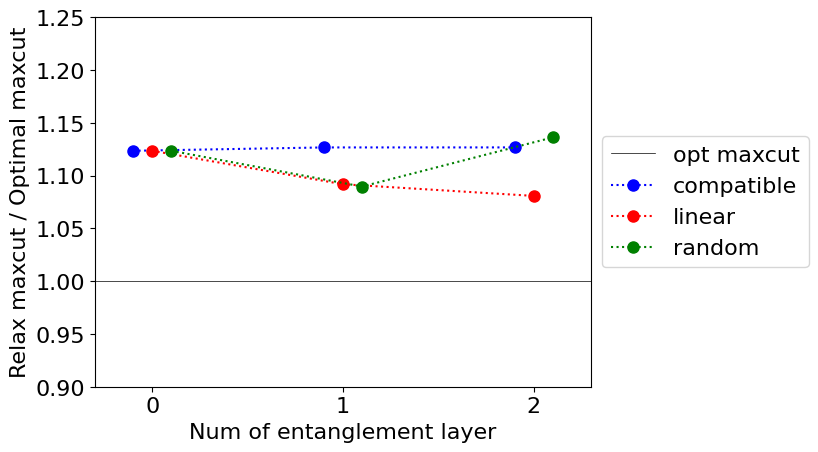 Relax maxcut / Optimal maxcut
1.25
1.20
1.15
1.10
1.05
1.00
0.95
0.90
0
1
2
Num of entanglement layer
opt maxcut
compatible
linear
random